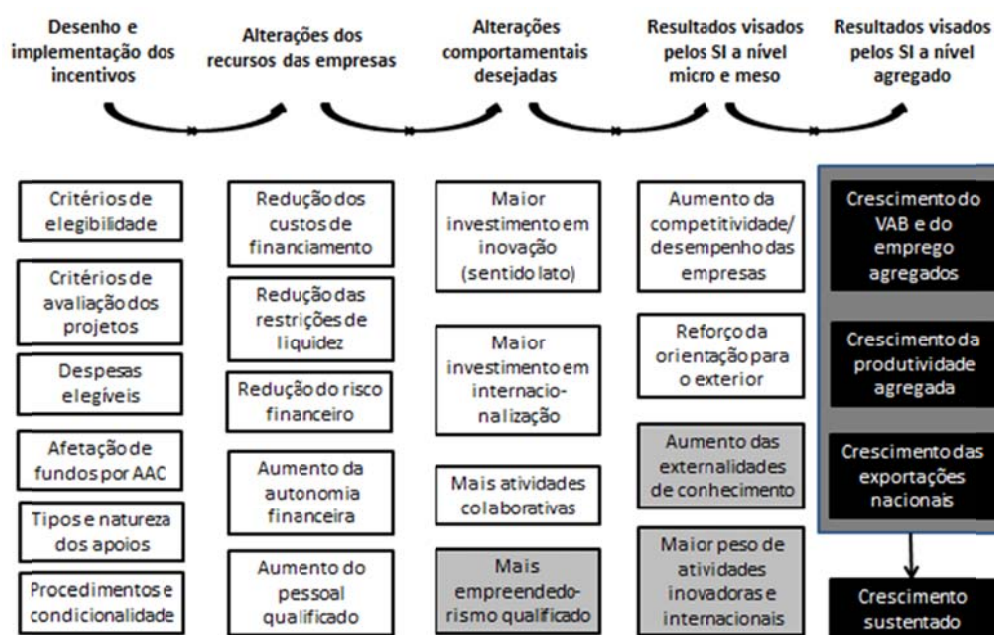 Desenho e
implementação dos
incentivos
Alterações dos
recursos das empresas
Alterações
comportamentais
desejadas
Resultados visados
pelos SI a nível
micro e meso
Resultados visados
pelos SI a nível
agregado
Critérios de
elegibilidade
Critérios de
avaliação dos
projetos
Despesas
elegíveis
Afetação de
fundos por AAC
Tipos e natureza
dos apoios
Procedimentos e
condicionalidade
Redução dos
custos de
financiamento
Redução das
restrições de
liquidez
Redução do risco
financeiro
Aumento da
autonomia
financeira
Aumento do
pessoal
qualificado
Maior
investimento em
inovação
(sentido lato)
Maior
investimento em
internacio-
nalização
Mais atividades
colaborativas
Mais
empreendedo-
rismo qualificado
Aumento da
competitividade/
desempenho das
empresas
Reforço da
orientação para
o exterior
Aumento das
externalidades
de conhecimento
Maior peso de
atividades
inovadoras e
internacionais
Crescimento do
VAB e do
emprego
agregados
Crescimento da
produtividade
agregada
Crescimento das
exportações
nacionais
Crescimento
sustentado